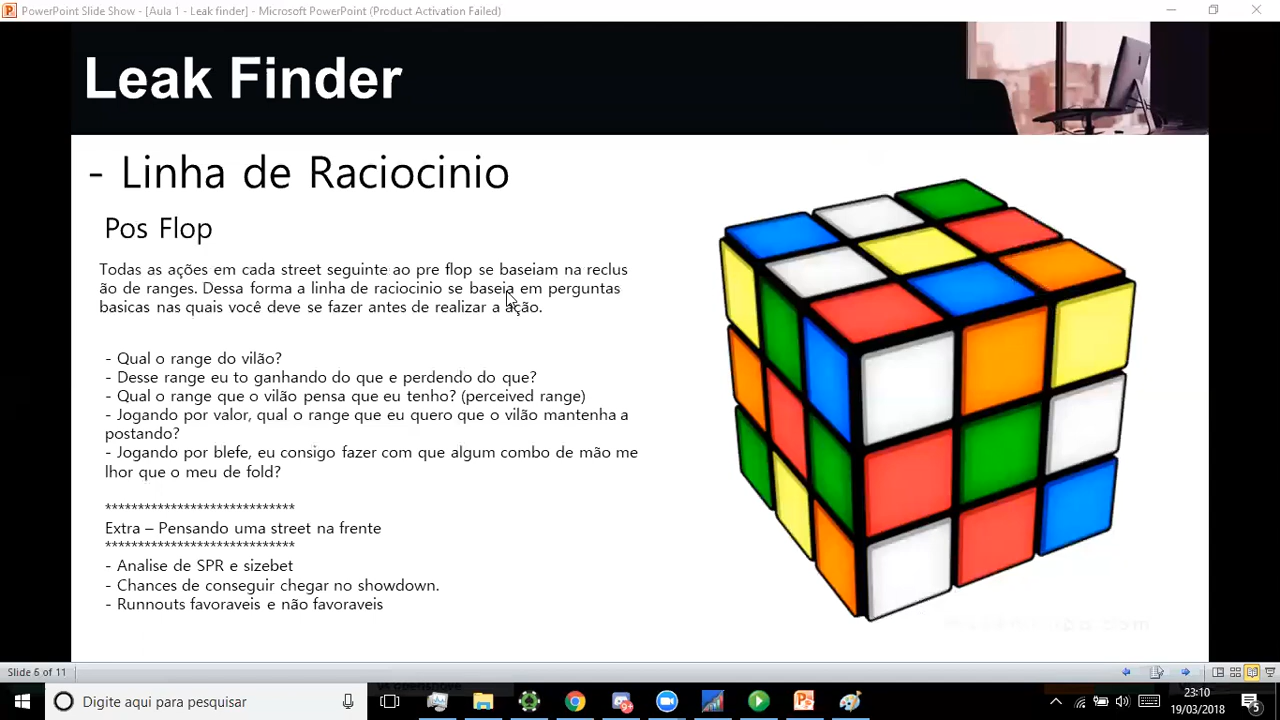 PowerPoint Slide Show - [Aula 1 - Leak finder] - Microsoft PowerPoint (Product Activation Failed)
Leak Finder
- Linha de Raciocinio
Pos Flop
Todas as ações em cada street seguinte ao pre flop se baseiam na reclus
ão de ranges. Dessa forma a linha de raciocinio se baseia em perguntas
basicas nas quais você deve se fazer antes de realizar a ação.
- Qual o range do vilão?
- Desse range eu to ganhando do que e perdendo do que?
- Qual o range que o vilão pensa que eu tenho? (perceived range)
- Jogando por valor, qual o range que eu quero que o vilão mantenha a
postando?
- Jogando por blefe, eu consigo fazer com que algum combo de mão me
lhor que o meu de fold?
****************************
Extra – Pensando uma street na frente
****************************
- Analise de SPR e sizebet
- Chances de conseguir chegar no showdown.
- Runnouts favoraveis e não favoraveis
Slide 6 of 11
Digite aqui para pesquisar
23:10
19/03/2018
5